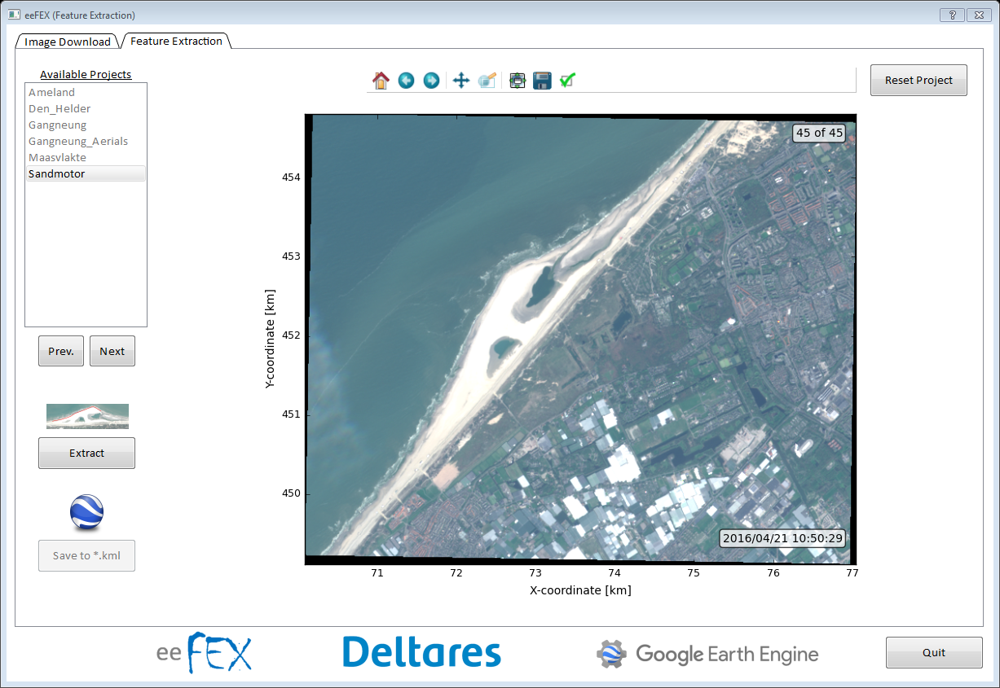 eeFEX (Feature Extraction)
Image Download
Feature Extraction
Available Projects
Ameland
Den_Helder
Gangneung
Gangneung_Aerials
Maasvlakte
Sandmotor
Prev.
Next
Extract
Save to *.kml
Reset Project
45 of 45
454
453
452
451
450
Y-coordinate [km]
2016/04/21 10:50:29
71 72 73 74 75 76 77
X-coordinate [km]
ee FEX
Deltares
Google Earth Engine
Quit